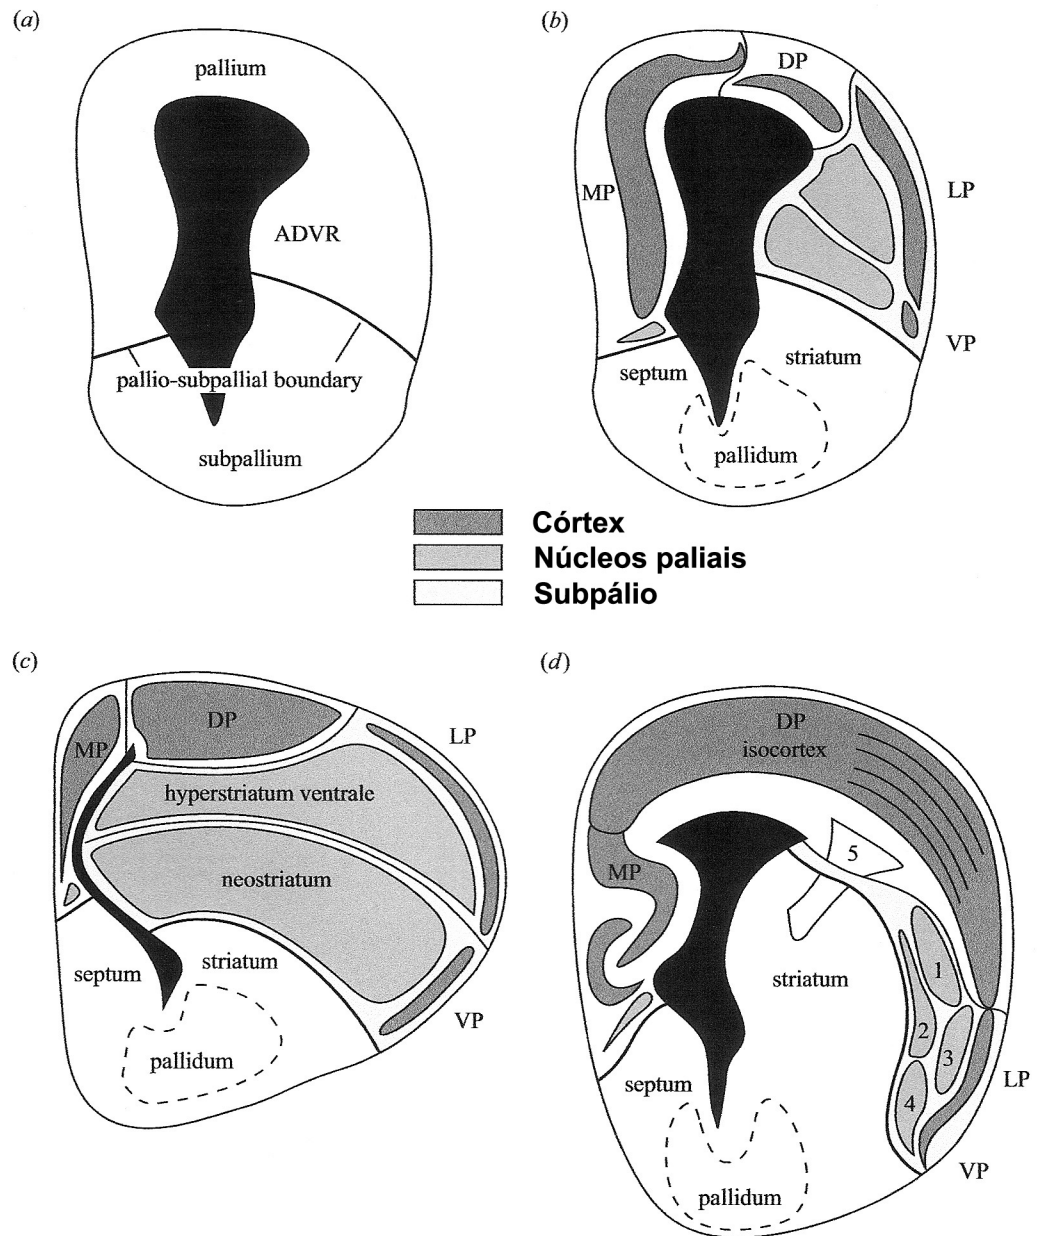 (a)
pallium
ADVR
pallio-subpallial boundary
subpallium
(b)
DP
MP
LP
VP
septum
striatum
pallidum
Córtex
Núcleos paliais
Subpálio
(c)
DP
MP
LP
hyperstriatum ventrale
neostriatum
septum
striatum
VP
pallidum
(d)
DP
isocortex
5
MP
1
striatum
2
3
septum
4
LP
VP
pallidum